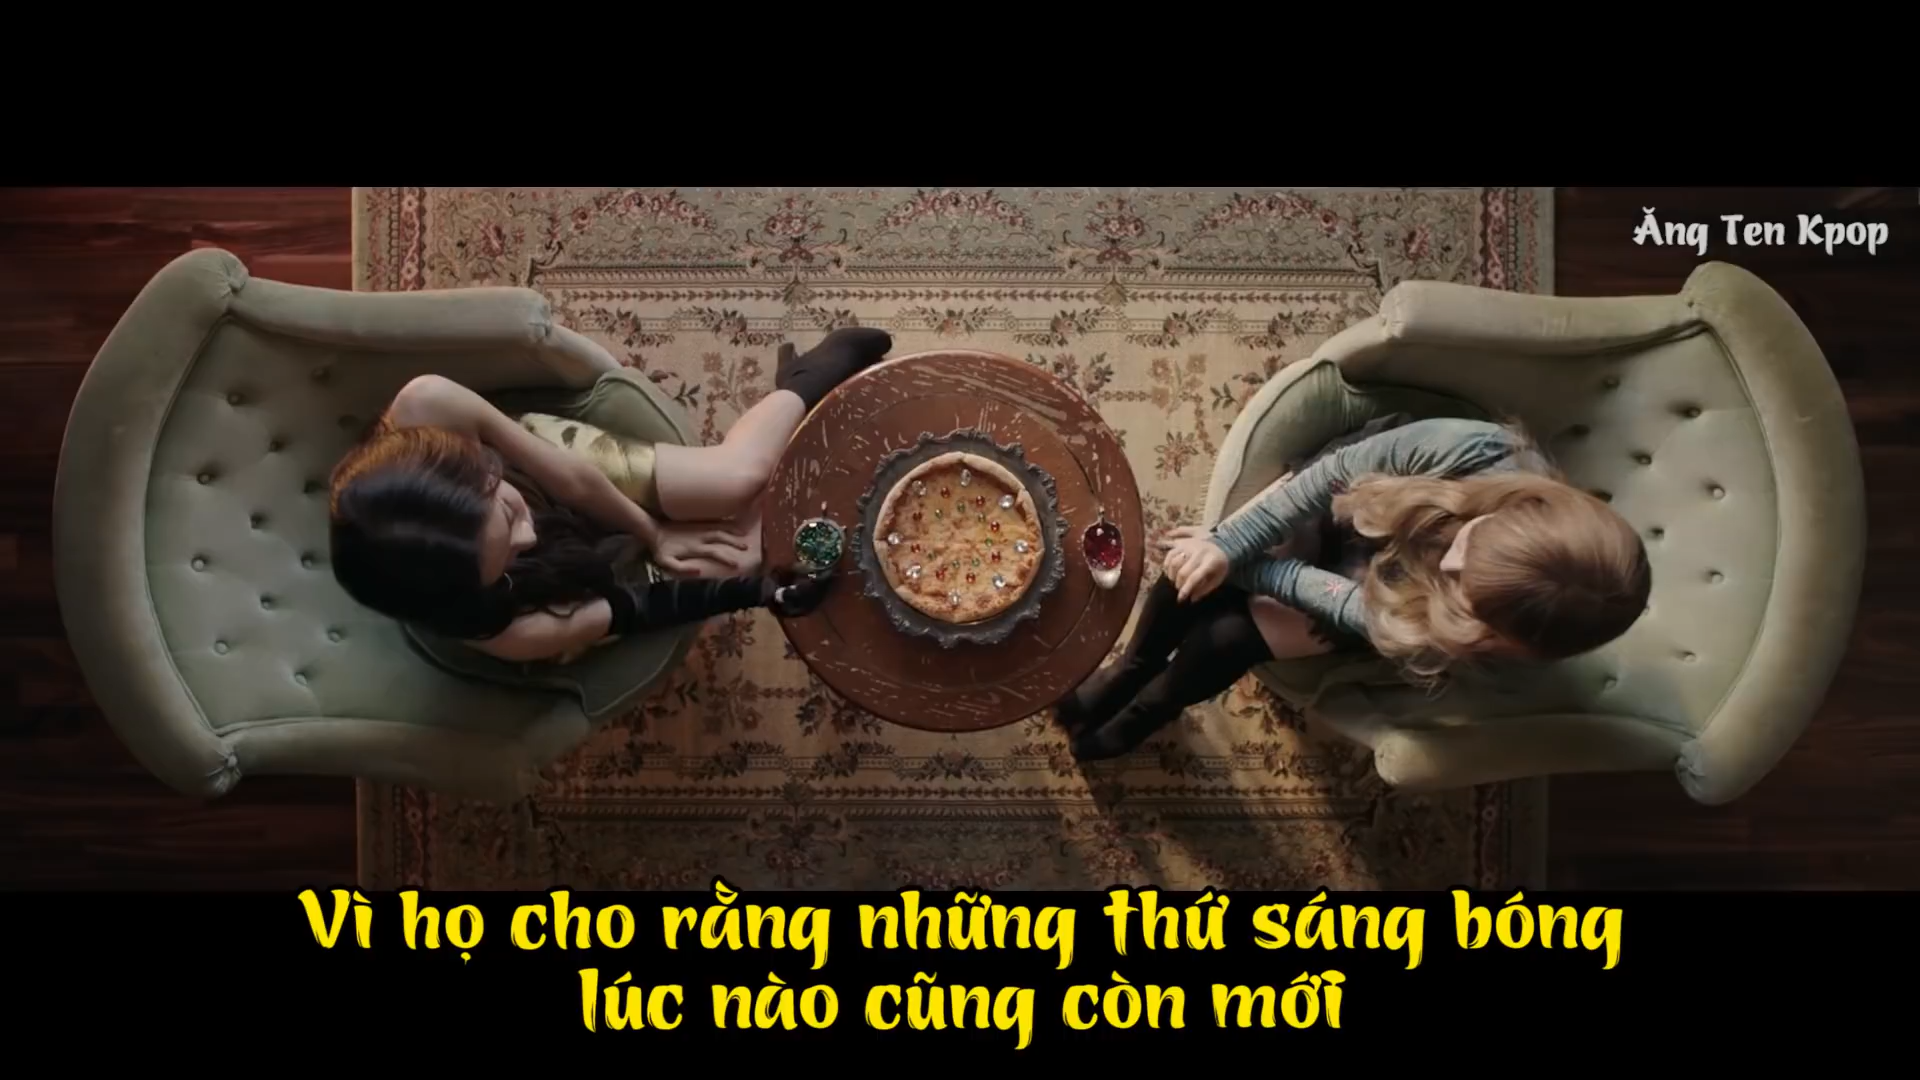 Ăng Ten Kpop
Vì họ cho rằng những thứ sáng bóng
lúc nào cũng còn mới